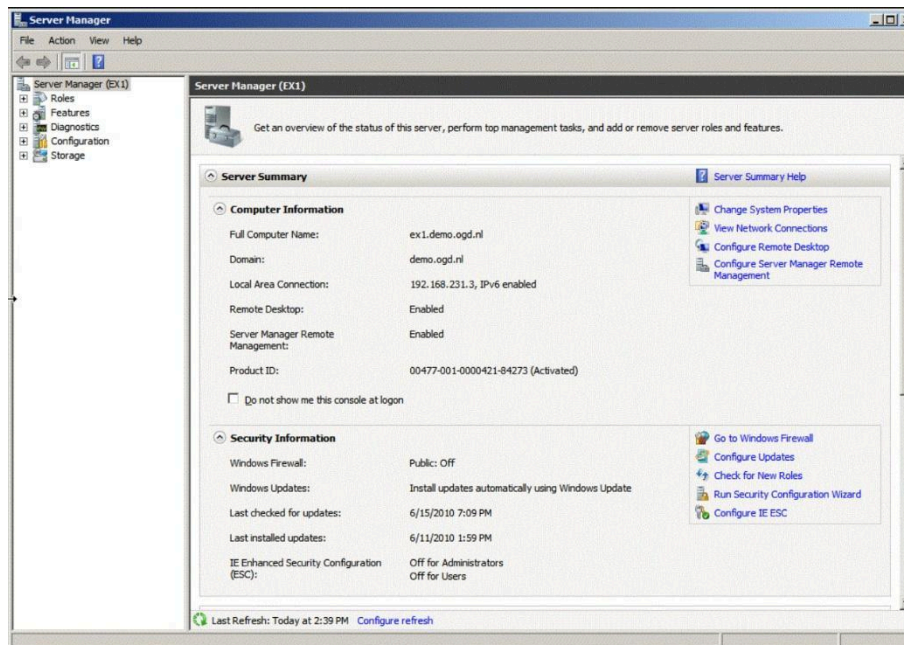 Server Manager
File Action View Help
Server Manager (EX1)
Roles
Features
Diagnostics
Configuration
Storage
Server Manager (EX1)
Get an overview of the status of this server, perform top management tasks, and add or remove server roles and features.
Server Summary
Server Summary Help
Computer Information
Full Computer Name: ex1.demo.ogd.nl
Domain: demo.ogd.nl
Local Area Connection: 192.168.231.3, IPv6 enabled
Remote Desktop: Enabled
Server Manager Remote Enabled
Management:
Product ID: 00477-001-0000421-84273 (Activated)
Do not show me this console at logon
Change System Properties
View Network Connections
Configure Remote Desktop
Configure Server Manager Remote
Management
Security Information
Windows Firewall: Public: Off
Windows Updates: Install updates automatically using Windows Update
Last checked for updates: 6/15/2010 7:09 PM
Last installed updates: 6/11/2010 1:59 PM
IE Enhanced Security Configuration Off for Administrators
(ESC): Off for Users
Go to Windows Firewall
Configure Updates
Check for New Roles
Run Security Configuration Wizard
Configure IE ESC
Last Refresh: Today at 2:39 PM Configure refresh